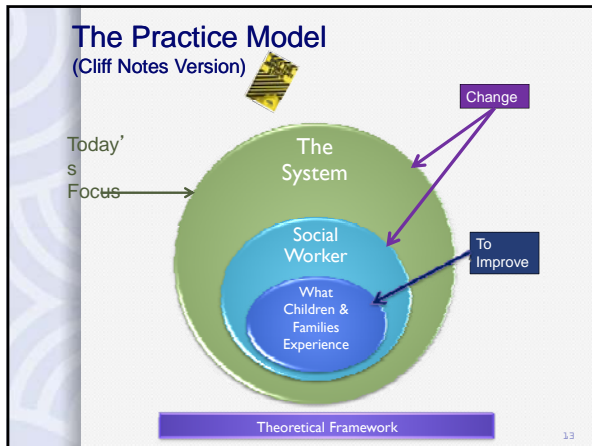 The Practice Model
(Cliff Notes Version)
Change
Today'
s
Focus
The
System
Social
Worker
To
Improve
What
Children &
Families
Experience
Theoretical Framework
13